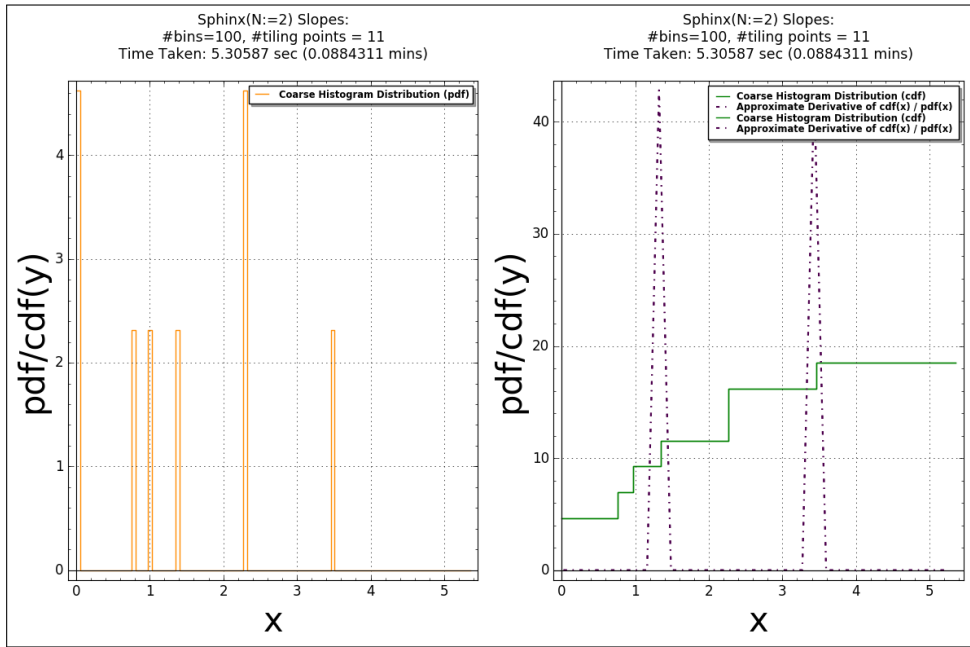 Sphinx(N:=2) Slopes:
#bins=100, #tiling points = 11
Time Taken: 5.30587 sec (0.0884311 mins)
Coarse Histogram Distribution (pdf)
pdf/cdf(y)
4
3
2
1
0
0 1 2 3 4 5
x
Sphinx(N:=2) Slopes:
#bins=100, #tiling points = 11
Time Taken: 5.30587 sec (0.0884311 mins)
Coarse Histogram Distribution (cdf)
Approximate Derivative of cdf(x) / pdf(x)
Coarse Histogram Distribution (cdf)
Approximate Derivative of cdf(x) / pdf(x)
pdf/cdf(y)
40
30
20
10
0
0 1 2 3 4 5
x